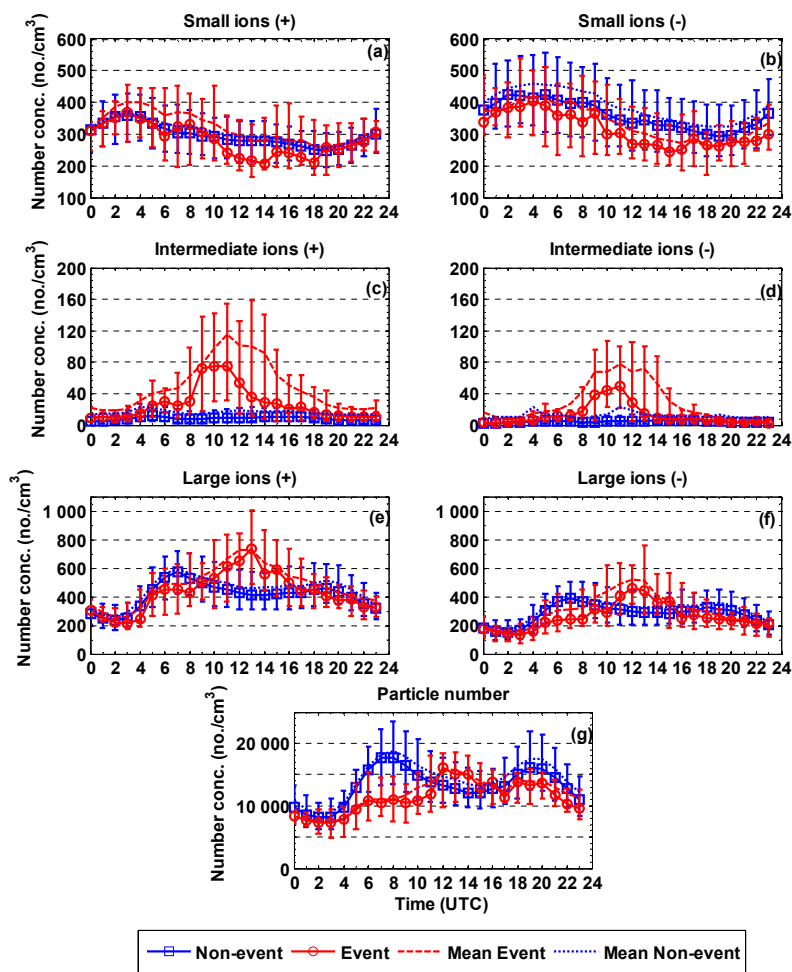 Small ions (+)
Small ions (-)
Number conc. (no./cm³)
600
500
400
300
200
100
(a)
0 2 4 6 8 10 12 14 16 18 20 22 24
600
500
400
300
200
100
(b)
0 2 4 6 8 10 12 14 16 18 20 22 24
Intermediate ions (+)
Intermediate ions (-)
Number conc. (no./cm³)
200
160
120
80
40
0
(c)
0 2 4 6 8 10 12 14 16 18 20 22 24
200
160
120
80
40
0
(d)
0 2 4 6 8 10 12 14 16 18 20 22 24
Large ions (+)
Large ions (-)
Number conc. (no./cm³)
1 000
800
600
400
200
0
(e)
0 2 4 6 8 10 12 14 16 18 20 22 24
1 000
800
600
400
200
0
(f)
0 2 4 6 8 10 12 14 16 18 20 22 24
Particle number
Number conc. (no./cm³)
20 000
10 000
0
(g)
0 2 4 6 8 10 12 14 16 18 20 22 24
Time (UTC)
Non-event Event Mean Event Mean Non-event